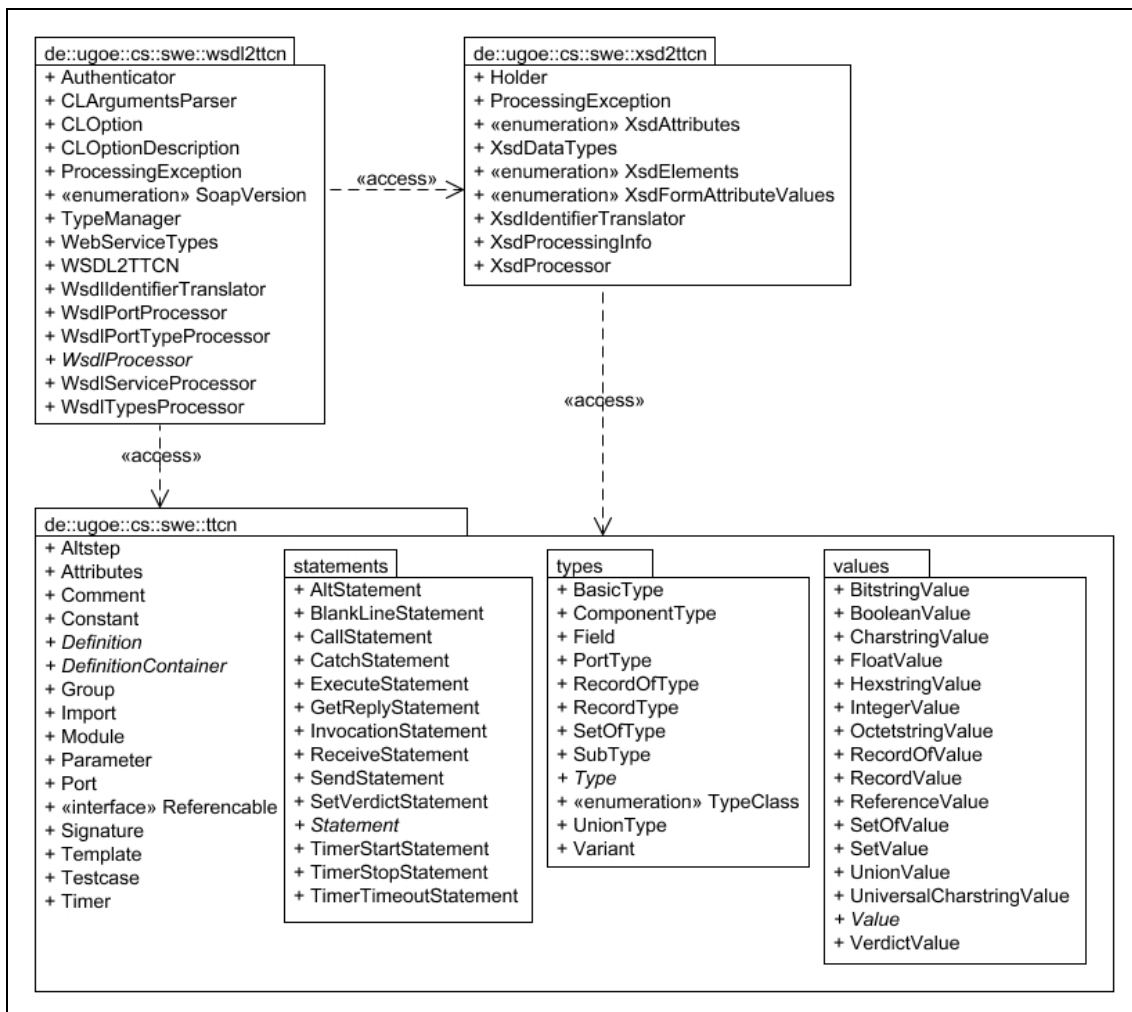 de::ugoe::cs::swe::wsdl2ttcn
+ Authenticator
+ CLArgumentsParser
+ CLOption
+ CLOptionDescription
+ ProcessingException
+ «enumeration» SoapVersion
+ TypeManager
+ WebServiceTypes
+ WSDL2TTCN
+ WsdlIdentifierTranslator
+ WsdlPortProcessor
+ WsdlPortTypeProcessor
+ WsdlProcessor
+ WsdlServiceProcessor
+ WsdlTypesProcessor
«access»
de::ugoe::cs::swe::xsd2ttcn
+ Holder
+ ProcessingException
+ «enumeration» XsdAttributes
+ XsdDataTypes
+ «enumeration» XsdElements
+ «enumeration» XsdFormAttributeValues
+ XsdIdentifierTranslator
+ XsdProcessingInfo
+ XsdProcessor
«access»
«access»
de::ugoe::cs::swe::ttcn
+ Altstep
+ Attributes
+ Comment
+ Constant
+ Definition
+ DefinitionContainer
+ Group
+ Import
+ Module
+ Parameter
+ Port
+ «interface» Referencable
+ Signature
+ Template
+ Testcase
+ Timer
statements
+ AltStatement
+ BlankLineStatement
+ CallStatement
+ CatchStatement
+ ExecuteStatement
+ GetReplyStatement
+ InvocationStatement
+ ReceiveStatement
+ SendStatement
+ SetVerdictStatement
+ Statement
+ TimerStartStatement
+ TimerStopStatement
+ TimerTimeoutStatement
types
+ BasicType
+ ComponentType
+ Field
+ PortType
+ RecordOfType
+ RecordType
+ SetOfType
+ SubType
+ Type
+ «enumeration» TypeClass
+ UnionType
+ Variant
values
+ BitstringValue
+ BooleanValue
+ CharstringValue
+ FloatValue
+ HexstringValue
+ IntegerValue
+ OctetstringValue
+ RecordOfValue
+ RecordValue
+ ReferenceValue
+ SetOfValue
+ SetValue
+ UnionValue
+ UniversalCharstringValue
+ Value
+ VerdictValue